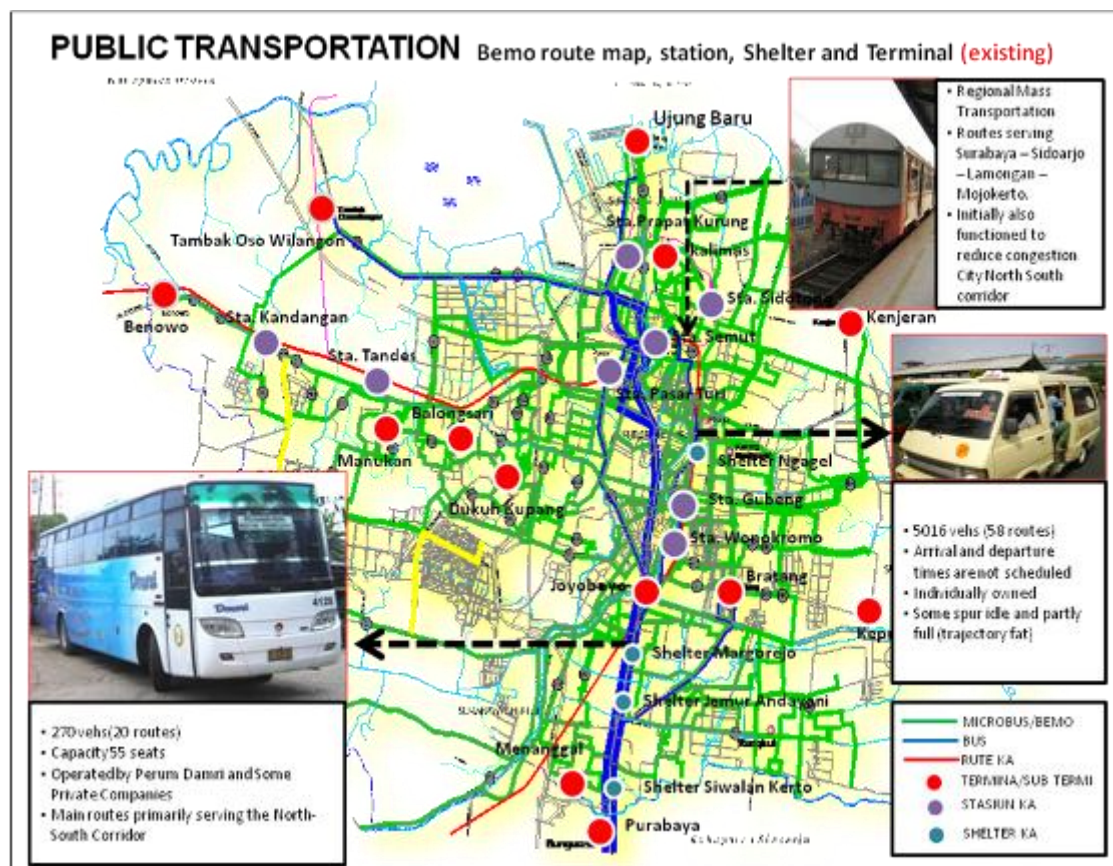 PUBLIC TRANSPORTATION Bemo route map, station, Shelter and Terminal (existing)
• Regional Mass
Transportation
• Routes serving
Surabaya – Sidoarjo
– Lamongan –
Mojokerto.
• Initially also
functioned to
reduce congestion
City North South
corridor
Ujung Baru
Sta. Prapat Kurung
kalimas
Tambak Oso Wilangon
Sta. Sidotopo
Benowo
Sta. Kandangan
Kenjeran
Sta. Semut
Sta. Tandes
Sta. Pasar Turi
Balongsari
Manukan
Shelter Ngagel
Dukuh Kupang
Sta. Gubeng
Sta. Wonokromo
Joyoboyo
Bratang
Shelter Margorejo
Shelter Jemur Andayani
Menanggal
Shelter Siwalan Kerto
Purabaya
• 5016 vehs (58 routes)
• Arrival and departure
times are not scheduled
• Individually owned
• Some spur idle and partly
full (trajectory fat)
• 270 vehs(20 routes)
• Capacity 55 seats
• Operated by Perum Damri and Some
Private Companies
• Main routes primarily serving the North-
South Corridor
MICROBUS/BEMO
BUS
RUTE KA
TERMINA/SUB TERMI
STASIUN KA
SHELTER KA